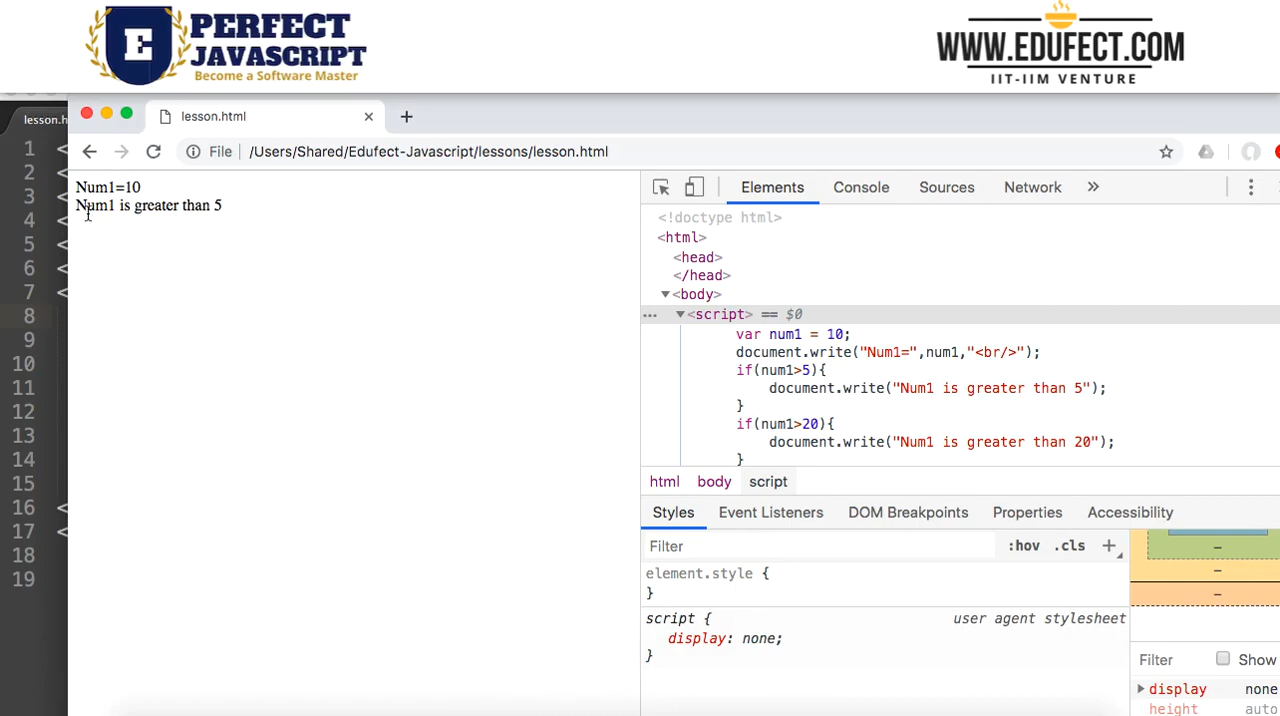 E
PERFECT
JAVASCRIPT
Become a Software Master
WWW.EDUFECT.COM
IIT-IIM VENTURE
lesson.h
lesson.html
File
/Users/Shared/Edufect-Javascript/lessons/lesson.html
Num1=10
Num1 is greater than 5
1 <
2 <
3 <
4 <
5 <
6 <
7 <
8
9
10
11
12
13
14
15
16 <
17 <
18
19
Elements Console Sources Network »
<!doctype html>
<html>
<head>
</head>
▼<body>
… ▼<script> == $0
var num1 = 10;
document.write("Num1=",num1,"<br/>");
if(num1>5){
document.write("Num1 is greater than 5");
}
if(num1>20){
document.write("Num1 is greater than 20");
}
html body script
Styles Event Listeners DOM Breakpoints Properties Accessibility
Filter :hov .cls +
element.style {
}
script { user agent stylesheet
display: none;
}
–
–
–
Filter Show
▶display none
height auto